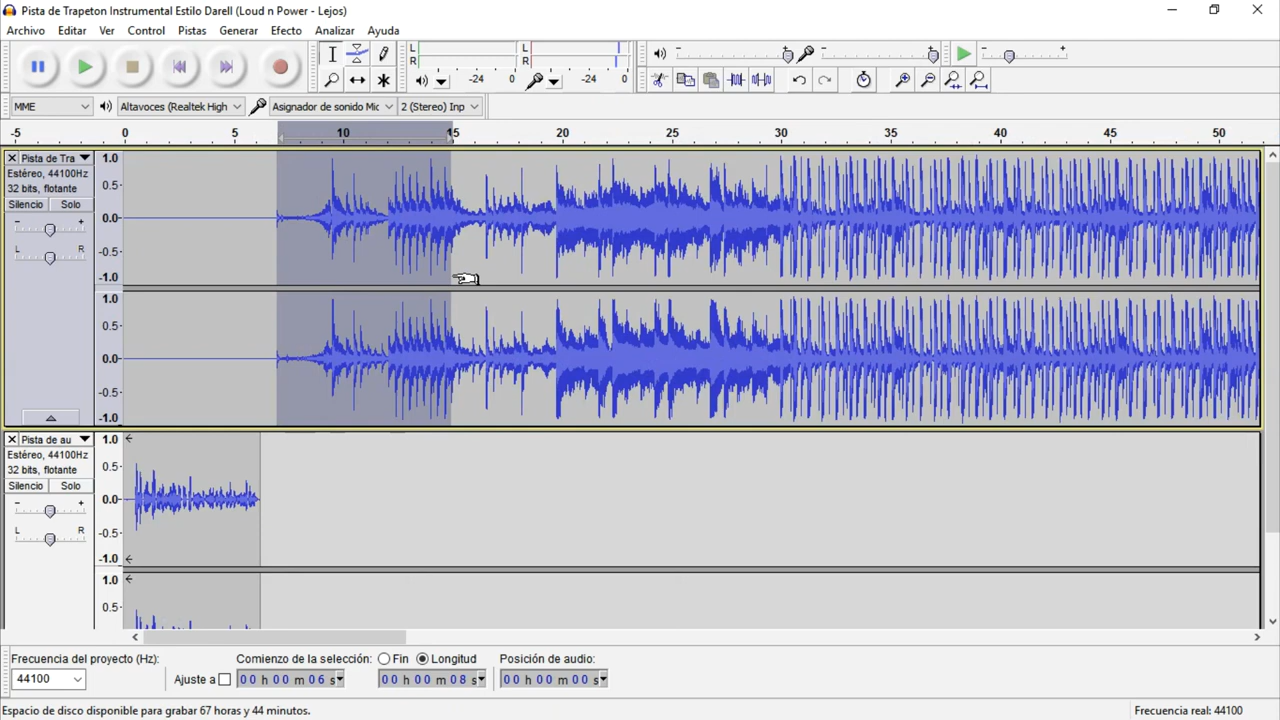 Pista de Trapeton Instrumental Estilo Darell (Loud n Power - Lejos)
Archivo Editar Ver Control Pistas Generar Efecto Analizar Ayuda
L R -24 0 L R -24 0
MME Altavoces (Realtek High Asignador de sonido Mic 2 (Stereo) Inp
-5 0 5 10 15 20 25 30 35 40 45 50
Pista de Tra
Estéreo, 44100Hz
32 bits, flotante
Silencio Solo
- +
L R
1.0
0.5
0.0
-0.5
-1.0
1.0
0.5
0.0
-0.5
-1.0
Pista de au
Estéreo, 44100Hz
32 bits, flotante
Silencio Solo
- +
L R
1.0
0.5
0.0
-0.5
-1.0
1.0
0.5
Frecuencia del proyecto (Hz): Comienzo de la selección: Fin Longitud Posición de audio:
44100 Ajuste a 00 h 00 m 06 s 00 h 00 m 08 s 00 h 00 m 00 s
Espacio de disco disponible para grabar 67 horas y 44 minutos. Frecuencia real: 44100